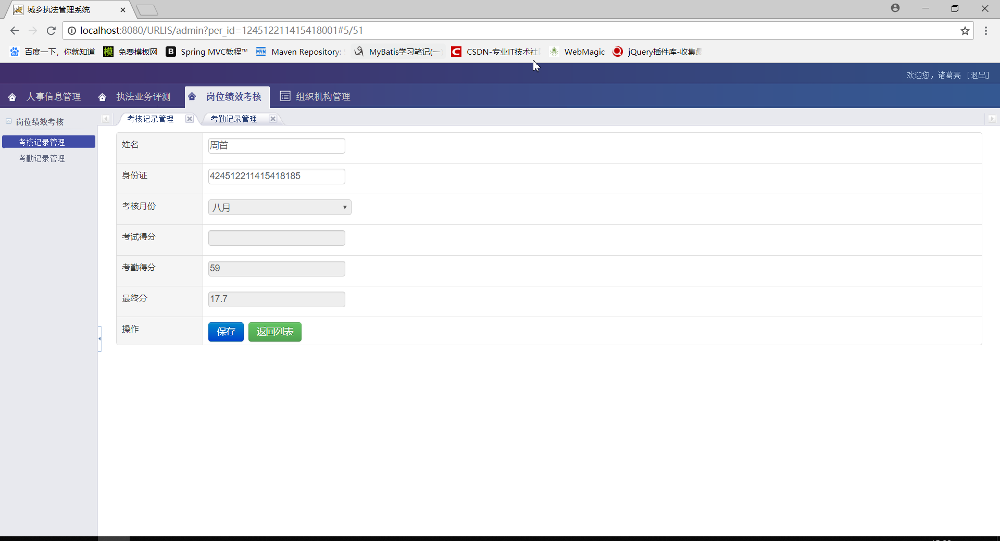 城乡执法管理系统
localhost:8080/URLIS/admin?per_id=124512211415418001#5/51
百度一下，你就知道 免费模板网 Spring MVC教程™ Maven Repository: MyBatis学习笔记(一 CSDN-专业IT技术社 WebMagic jQuery插件库-收集最
欢迎您，诸葛亮 [退出]
人事信息管理 执法业务评测 岗位绩效考核 组织机构管理
岗位绩效考核
考核记录管理
考勤记录管理
考核记录管理 考勤记录管理
姓名 周首
身份证 424512211415418185
考核月份 八月
考试得分
考勤得分 59
最终分 17.7
操作 保存 返回列表